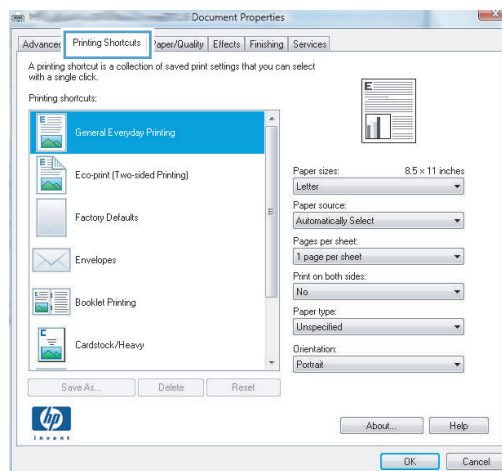 Document Properties
Advanced Printing Shortcuts Paper/Quality Effects Finishing Services
A printing shortcut is a collection of saved print settings that you can select
with a single click.
Printing shortcuts:
General Everyday Printing
Eco-print (Two-sided Printing)
Factory Defaults
Envelopes
Booklet Printing
Cardstock/Heavy
Paper sizes: 8.5 × 11 inches
Letter
Paper source:
Automatically Select
Pages per sheet:
1 page per sheet
Print on both sides:
No
Paper type:
Unspecified
Orientation:
Portrait
Save As... Delete Reset
hp
invent
About... Help
OK Cancel